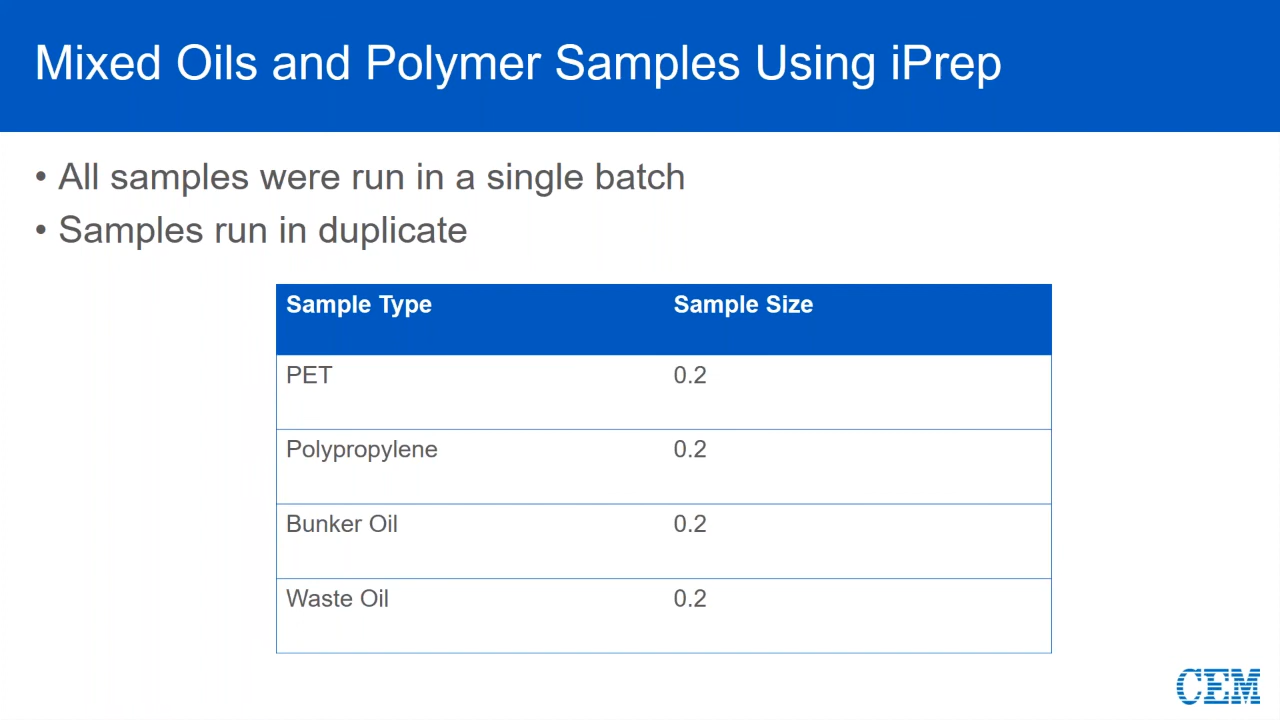 Mixed Oils and Polymer Samples Using iPrep
• All samples were run in a single batch
• Samples run in duplicate
Sample Type Sample Size
PET 0.2
Polypropylene 0.2
Bunker Oil 0.2
Waste Oil 0.2
CEM